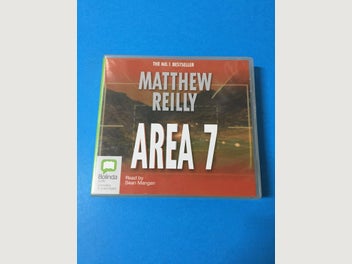 THE NO.1 BESTSELLER
MATTHEW
REILLY
AREA 7
Read by
Sean Mangan
Bolinda